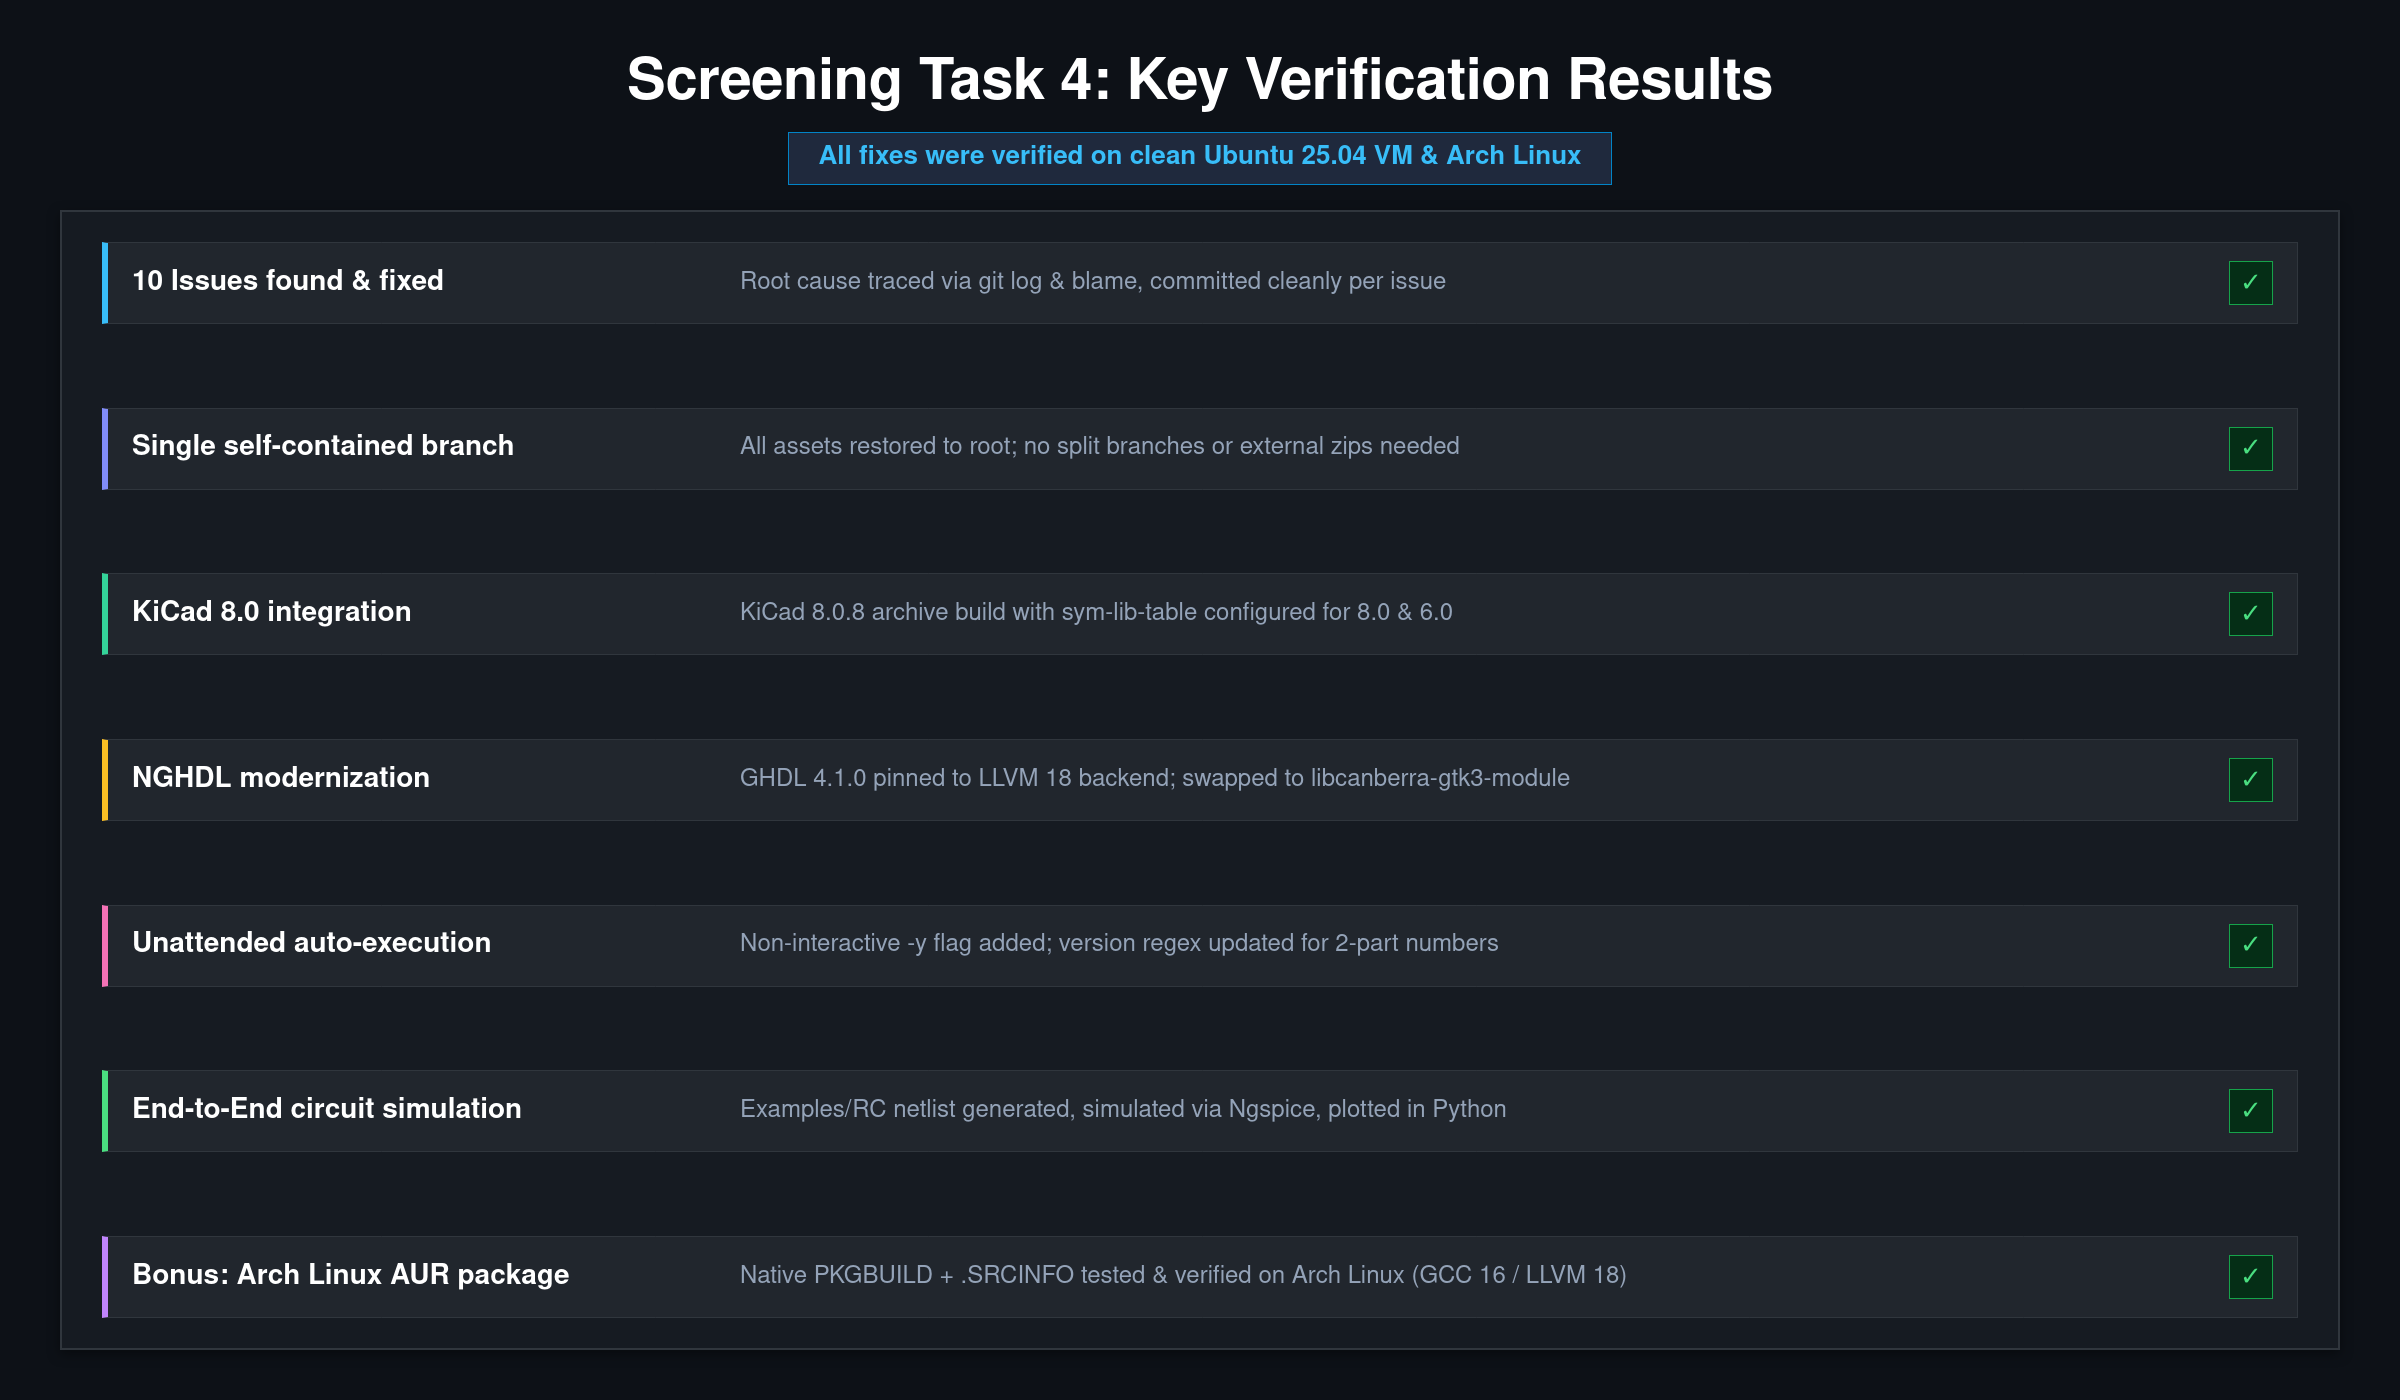 Screening Task 4: Key Verification Results
All fixes were verified on clean Ubuntu 25.04 VM & Arch Linux
10 Issues found & fixed
Root cause traced via git log & blame, committed cleanly per issue
✓
Single self-contained branch
All assets restored to root; no split branches or external zips needed
✓
KiCad 8.0 integration
KiCad 8.0.8 archive build with sym-lib-table configured for 8.0 & 6.0
✓
NGHDL modernization
GHDL 4.1.0 pinned to LLVM 18 backend; swapped to libcanberra-gtk3-module
✓
Unattended auto-execution
Non-interactive -y flag added; version regex updated for 2-part numbers
✓
End-to-End circuit simulation
Examples/RC netlist generated, simulated via Ngspice, plotted in Python
✓
Bonus: Arch Linux AUR package
Native PKGBUILD + .SRCINFO tested & verified on Arch Linux (GCC 16 / LLVM 18)
✓